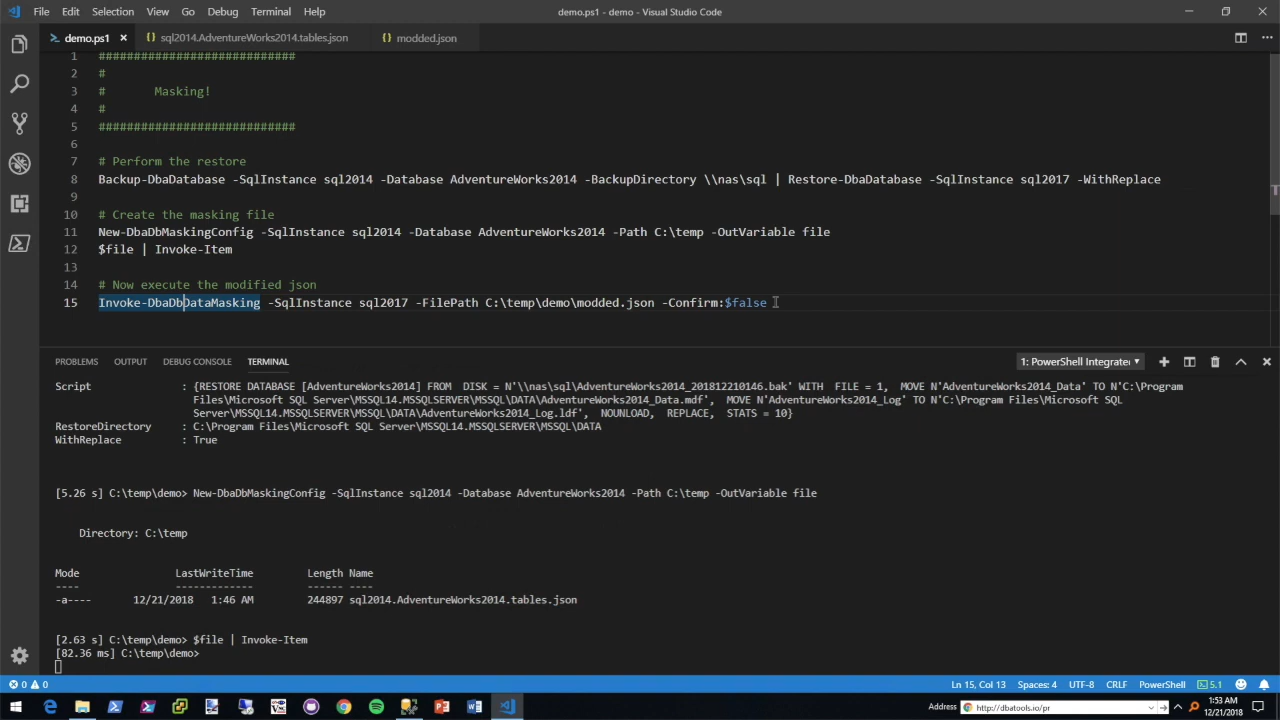 File Edit Selection View Go Debug Terminal Help
demo.ps1 - demo - Visual Studio Code
demo.ps1
sql2014.AdventureWorks2014.tables.json
modded.json
1 ############################
2 #
3 # Masking!
4 #
5 ############################
6
7 # Perform the restore
8 Backup-DbaDatabase -SqlInstance sql2014 -Database AdventureWorks2014 -BackupDirectory \\nas\sql | Restore-DbaDatabase -SqlInstance sql2017 -WithReplace
9
10 # Create the masking file
11 New-DbaDbMaskingConfig -SqlInstance sql2014 -Database AdventureWorks2014 -Path C:\temp -OutVariable file
12 $file | Invoke-Item
13
14 # Now execute the modified json
15 Invoke-DbaDbDataMasking -SqlInstance sql2017 -FilePath C:\temp\demo\modded.json -Confirm:$false
PROBLEMS OUTPUT DEBUG CONSOLE TERMINAL
1: PowerShell Integrate
Script : {RESTORE DATABASE [AdventureWorks2014] FROM DISK = N'\\nas\sql\AdventureWorks2014_201812210146.bak' WITH FILE = 1, MOVE N'AdventureWorks2014_Data' TO N'C:\Program
Files\Microsoft SQL Server\MSSQL14.MSSQLSERVER\MSSQL\DATA\AdventureWorks2014_Data.mdf', MOVE N'AdventureWorks2014_Log' TO N'C:\Program Files\Microsoft SQL
Server\MSSQL14.MSSQLSERVER\MSSQL\DATA\AdventureWorks2014_Log.ldf', NOUNLOAD, REPLACE, STATS = 10}
RestoreDirectory : C:\Program Files\Microsoft SQL Server\MSSQL14.MSSQLSERVER\MSSQL\DATA
WithReplace : True
[5.26 s] C:\temp\demo> New-DbaDbMaskingConfig -SqlInstance sql2014 -Database AdventureWorks2014 -Path C:\temp -OutVariable file
Directory: C:\temp
Mode LastWriteTime Length Name
---- ------------- ------ ----
-a---- 12/21/2018 1:46 AM 244897 sql2014.AdventureWorks2014.tables.json
[2.63 s] C:\temp\demo> $file | Invoke-Item
[82.36 ms] C:\temp\demo>
0 0
Ln 15, Col 13 Spaces: 4 UTF-8 CRLF PowerShell 5.1
Address http://dbatools.io/pr
1:53 AM
12/21/2018